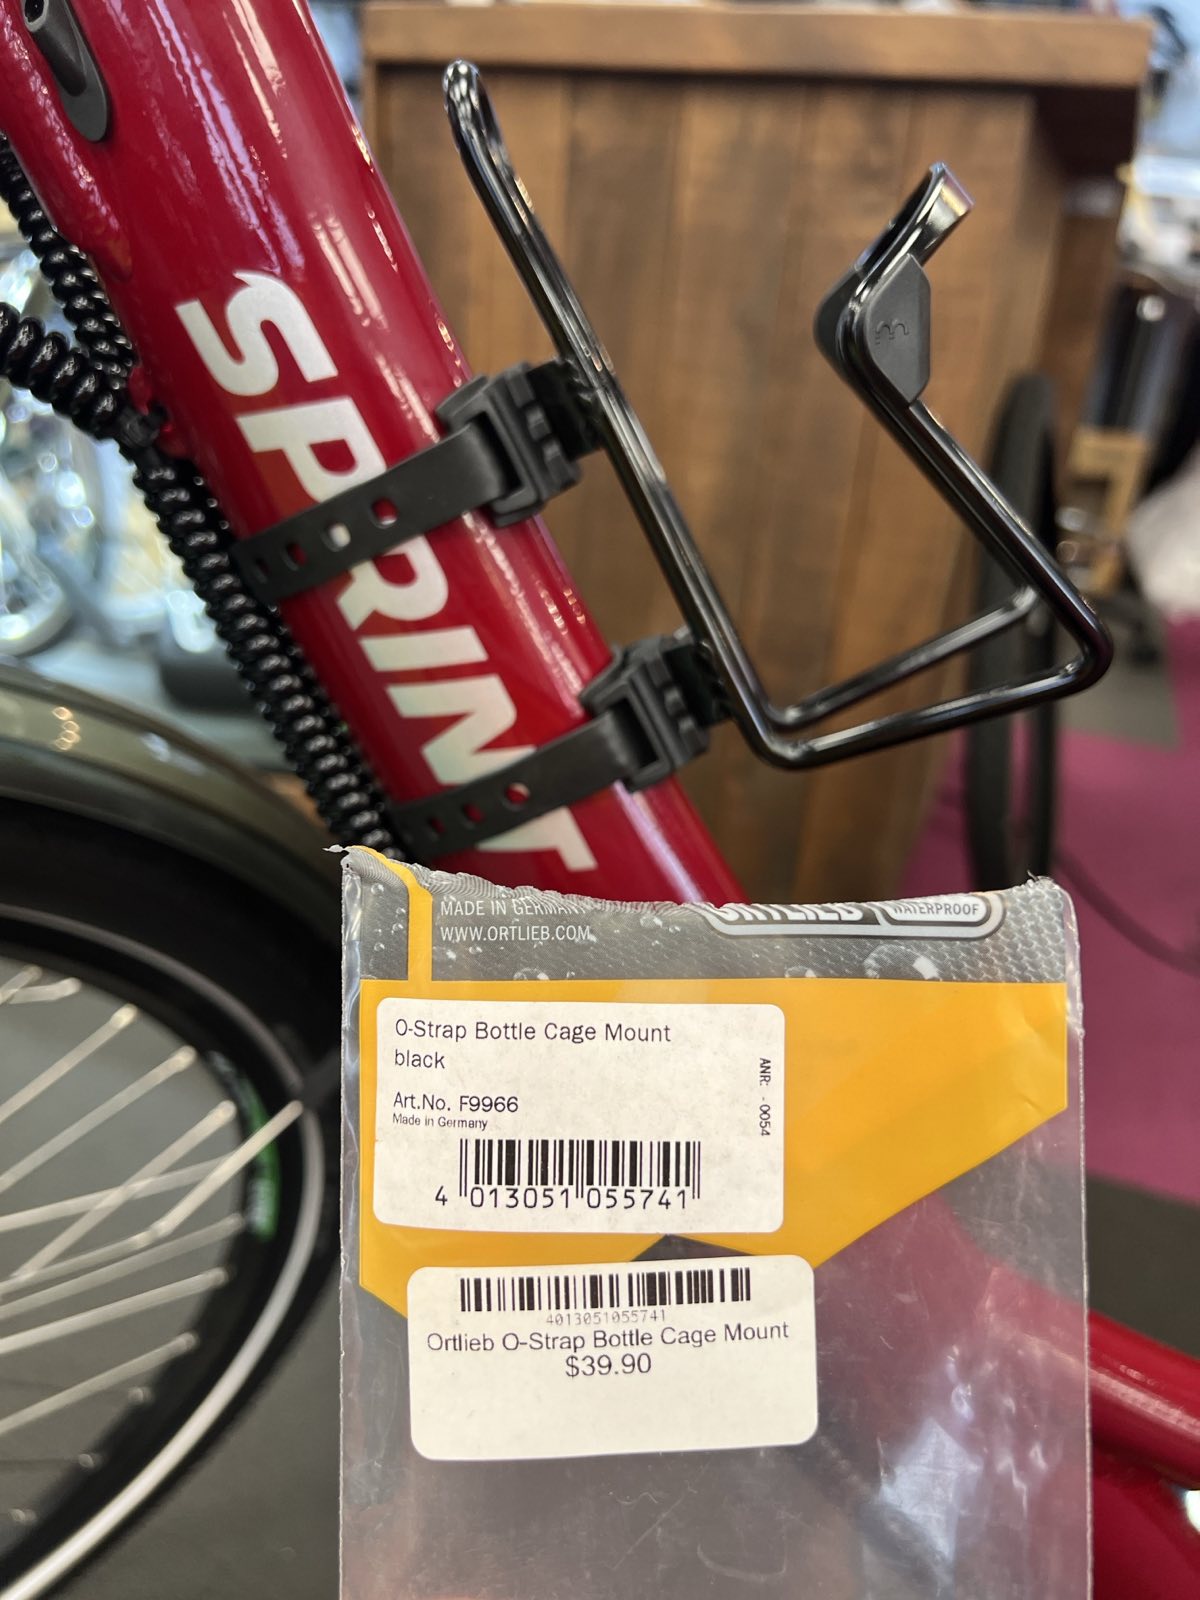 SPRINT
MADE IN GERMANY
WWW.ORTLIEB.COM
ORTLIEB WATERPROOF
O-Strap Bottle Cage Mount
black
Art.No. F9966
Made in Germany
ANR: - 0054
4 013051 055741
4013051055741
Ortlieb O-Strap Bottle Cage Mount
$39.90